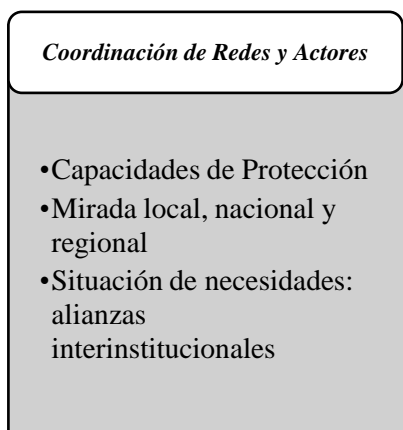 Coordinación de Redes y Actores
•Capacidades de Protección
•Mirada local, nacional y
regional
•Situación de necesidades:
alianzas
interinstitucionales